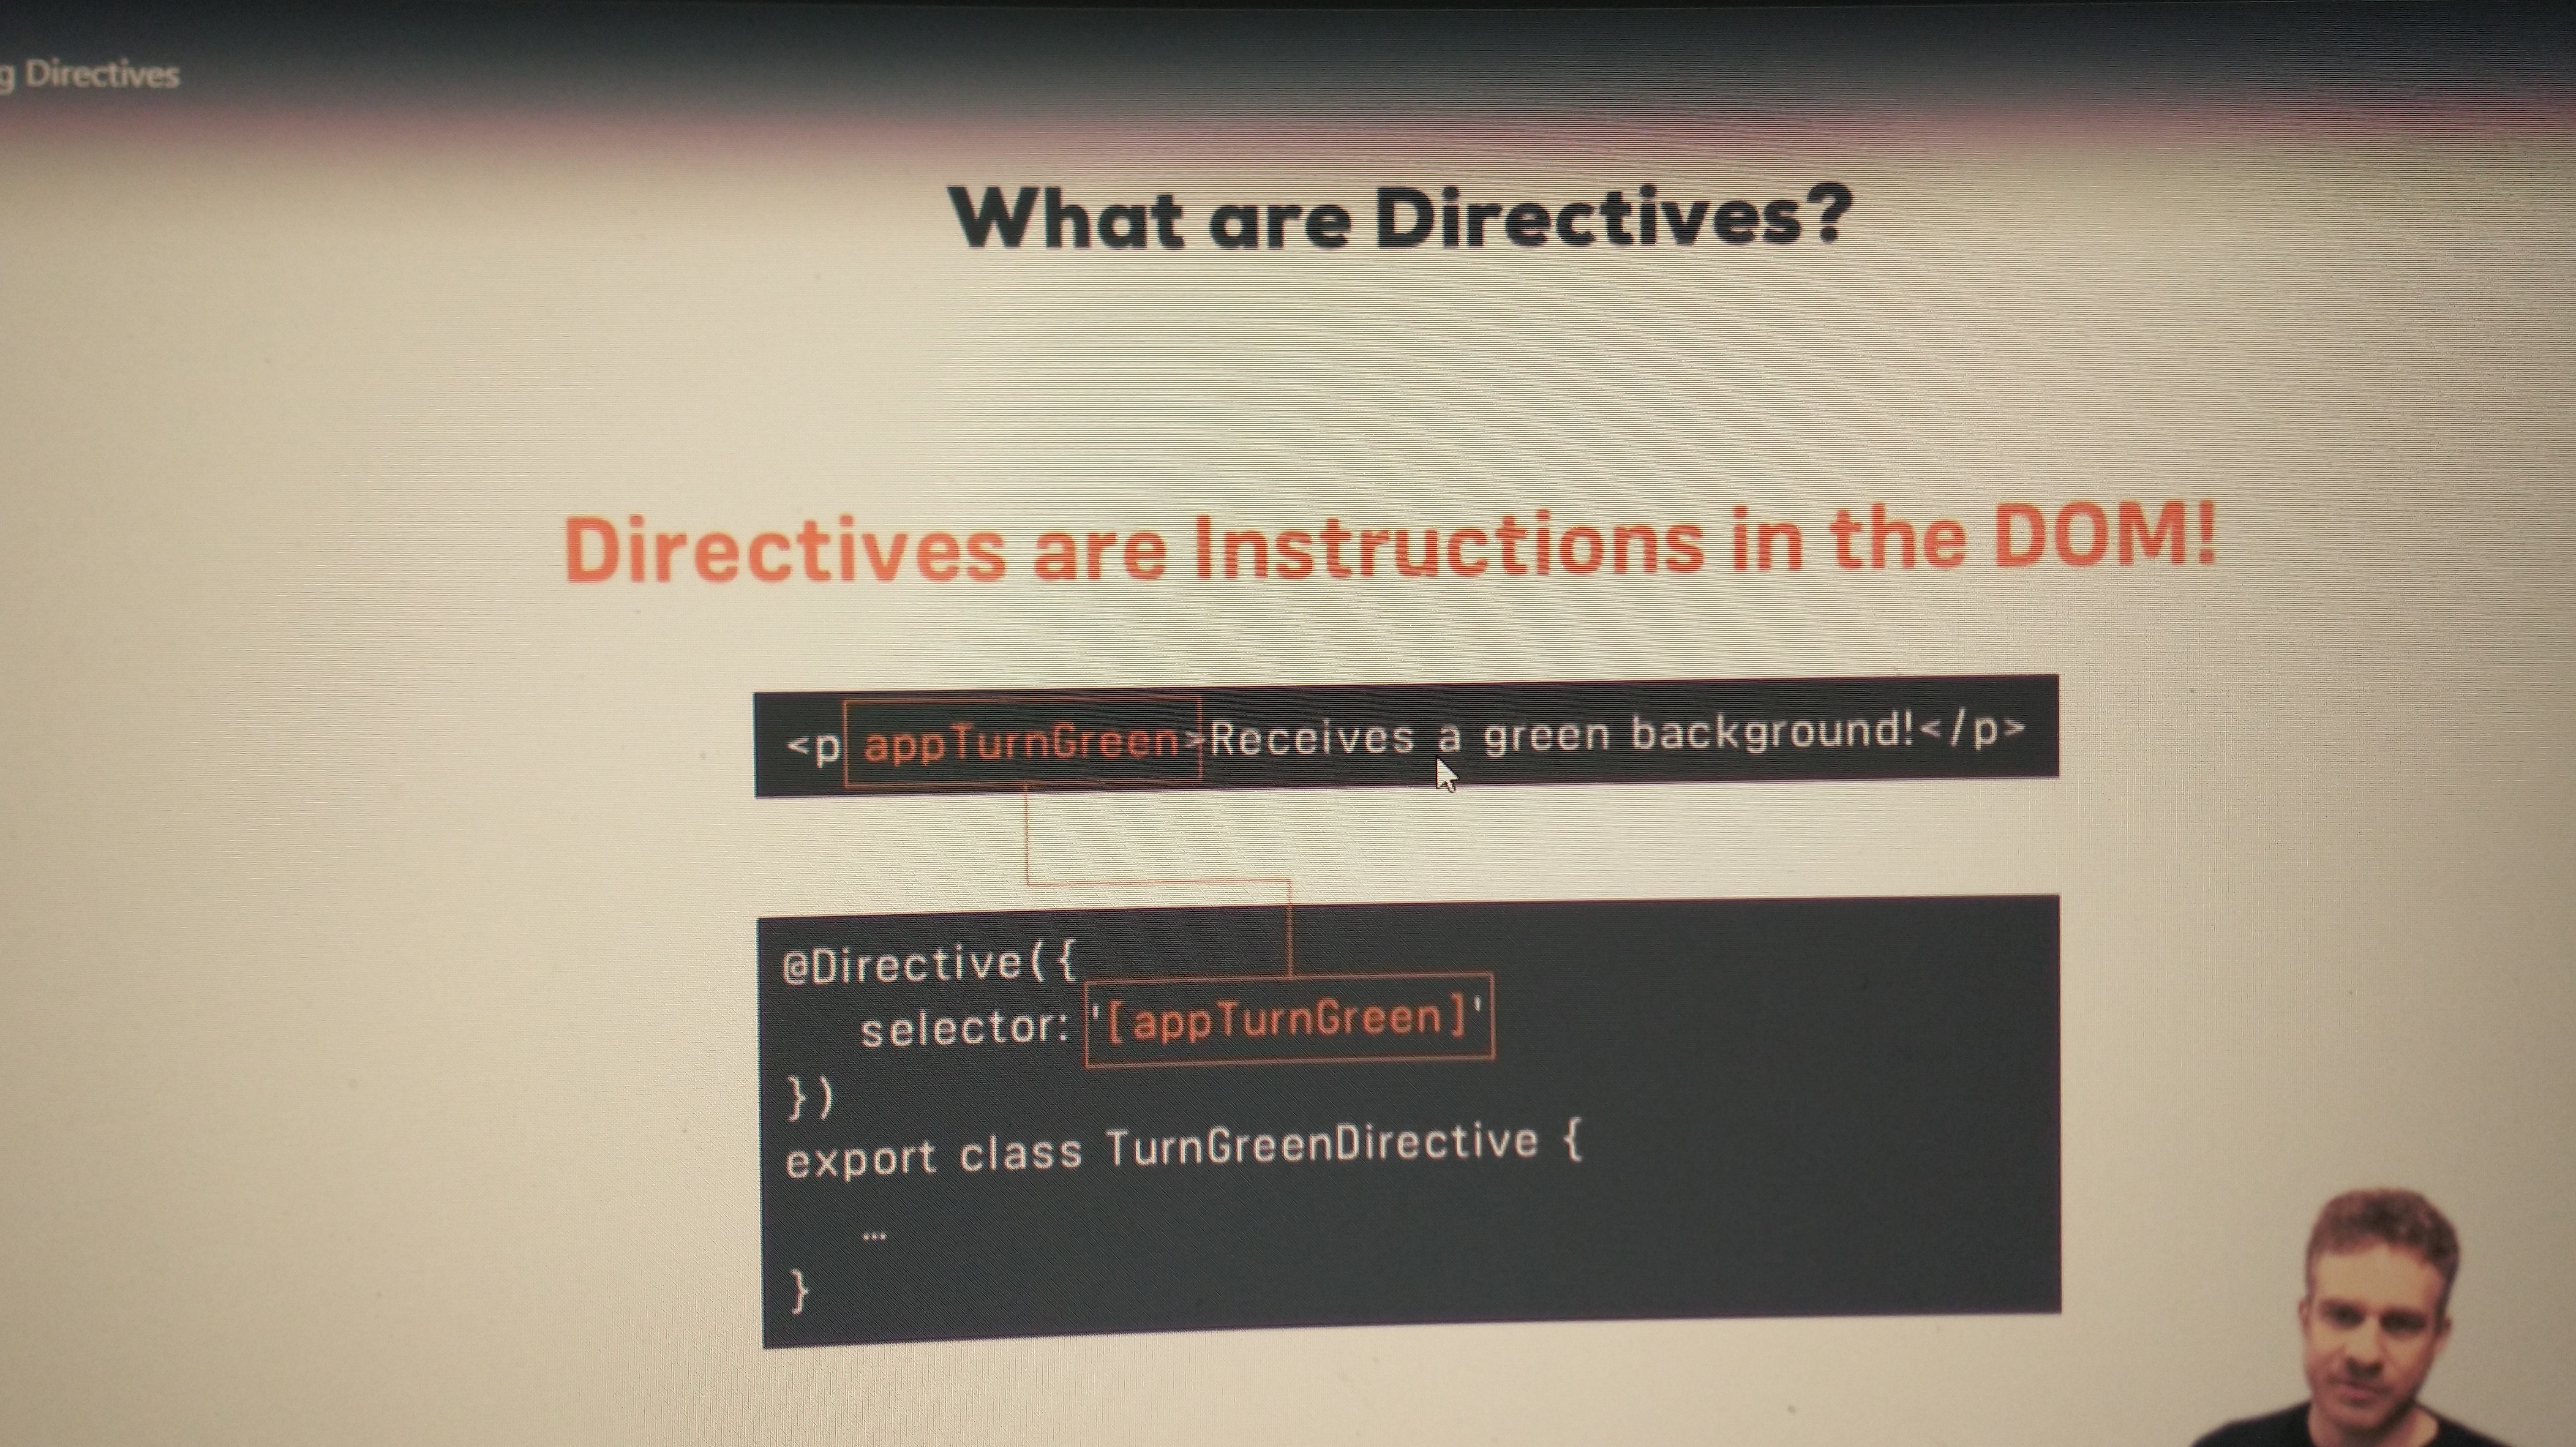 g Directives
What are Directives?
Directives are Instructions in the DOM!
<p appTurnGreen>Receives a green background!</p>
@Directive({
selector: '[appTurnGreen]'
})
export class TurnGreenDirective {
...
}